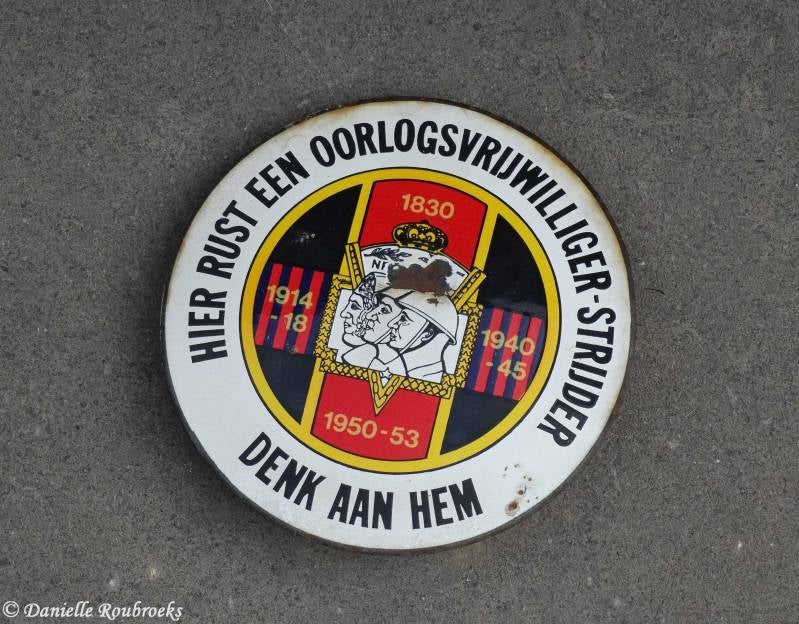 HIER RUST EEN OORLOGSVRIJWILLIGER-STRIJDER
1830
1914
-18
1940
-45
1950-53
DENK AAN HEM
© Danielle Roubroeks